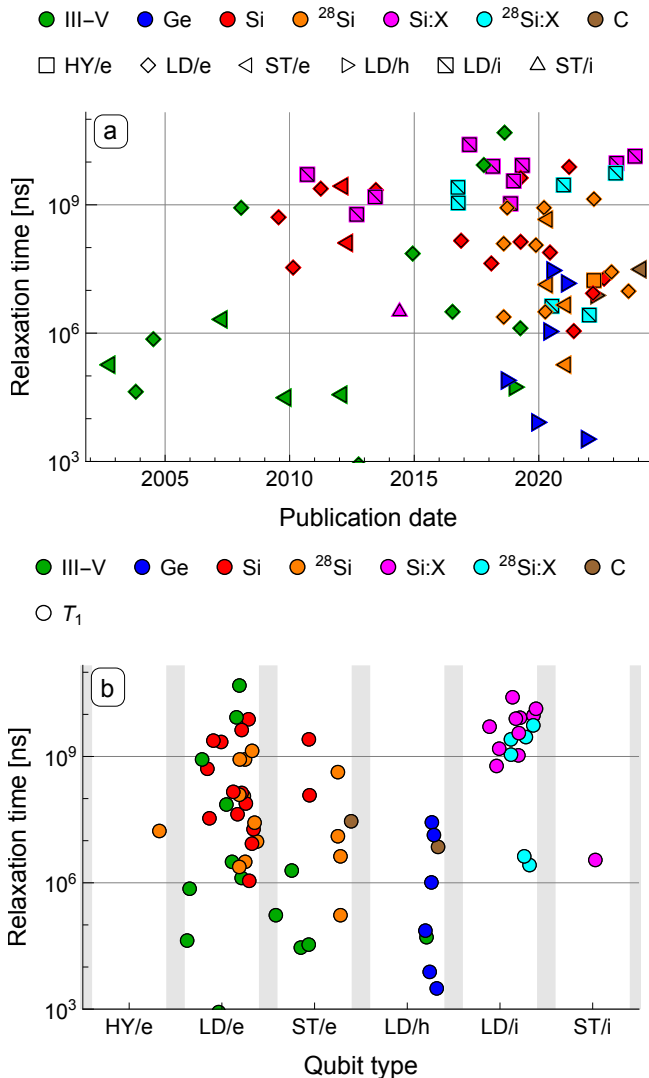 III–V Ge Si ²⁸Si Si:X ²⁸Si:X C
HY/e LD/e ST/e LD/h LD/i ST/i
a
Relaxation time [ns]
10⁹
10⁶
10³
2005 2010 2015 2020
Publication date
III–V Ge Si ²⁸Si Si:X ²⁸Si:X C
T₁
b
Relaxation time [ns]
10⁹
10⁶
10³
HY/e LD/e ST/e LD/h LD/i ST/i
Qubit type